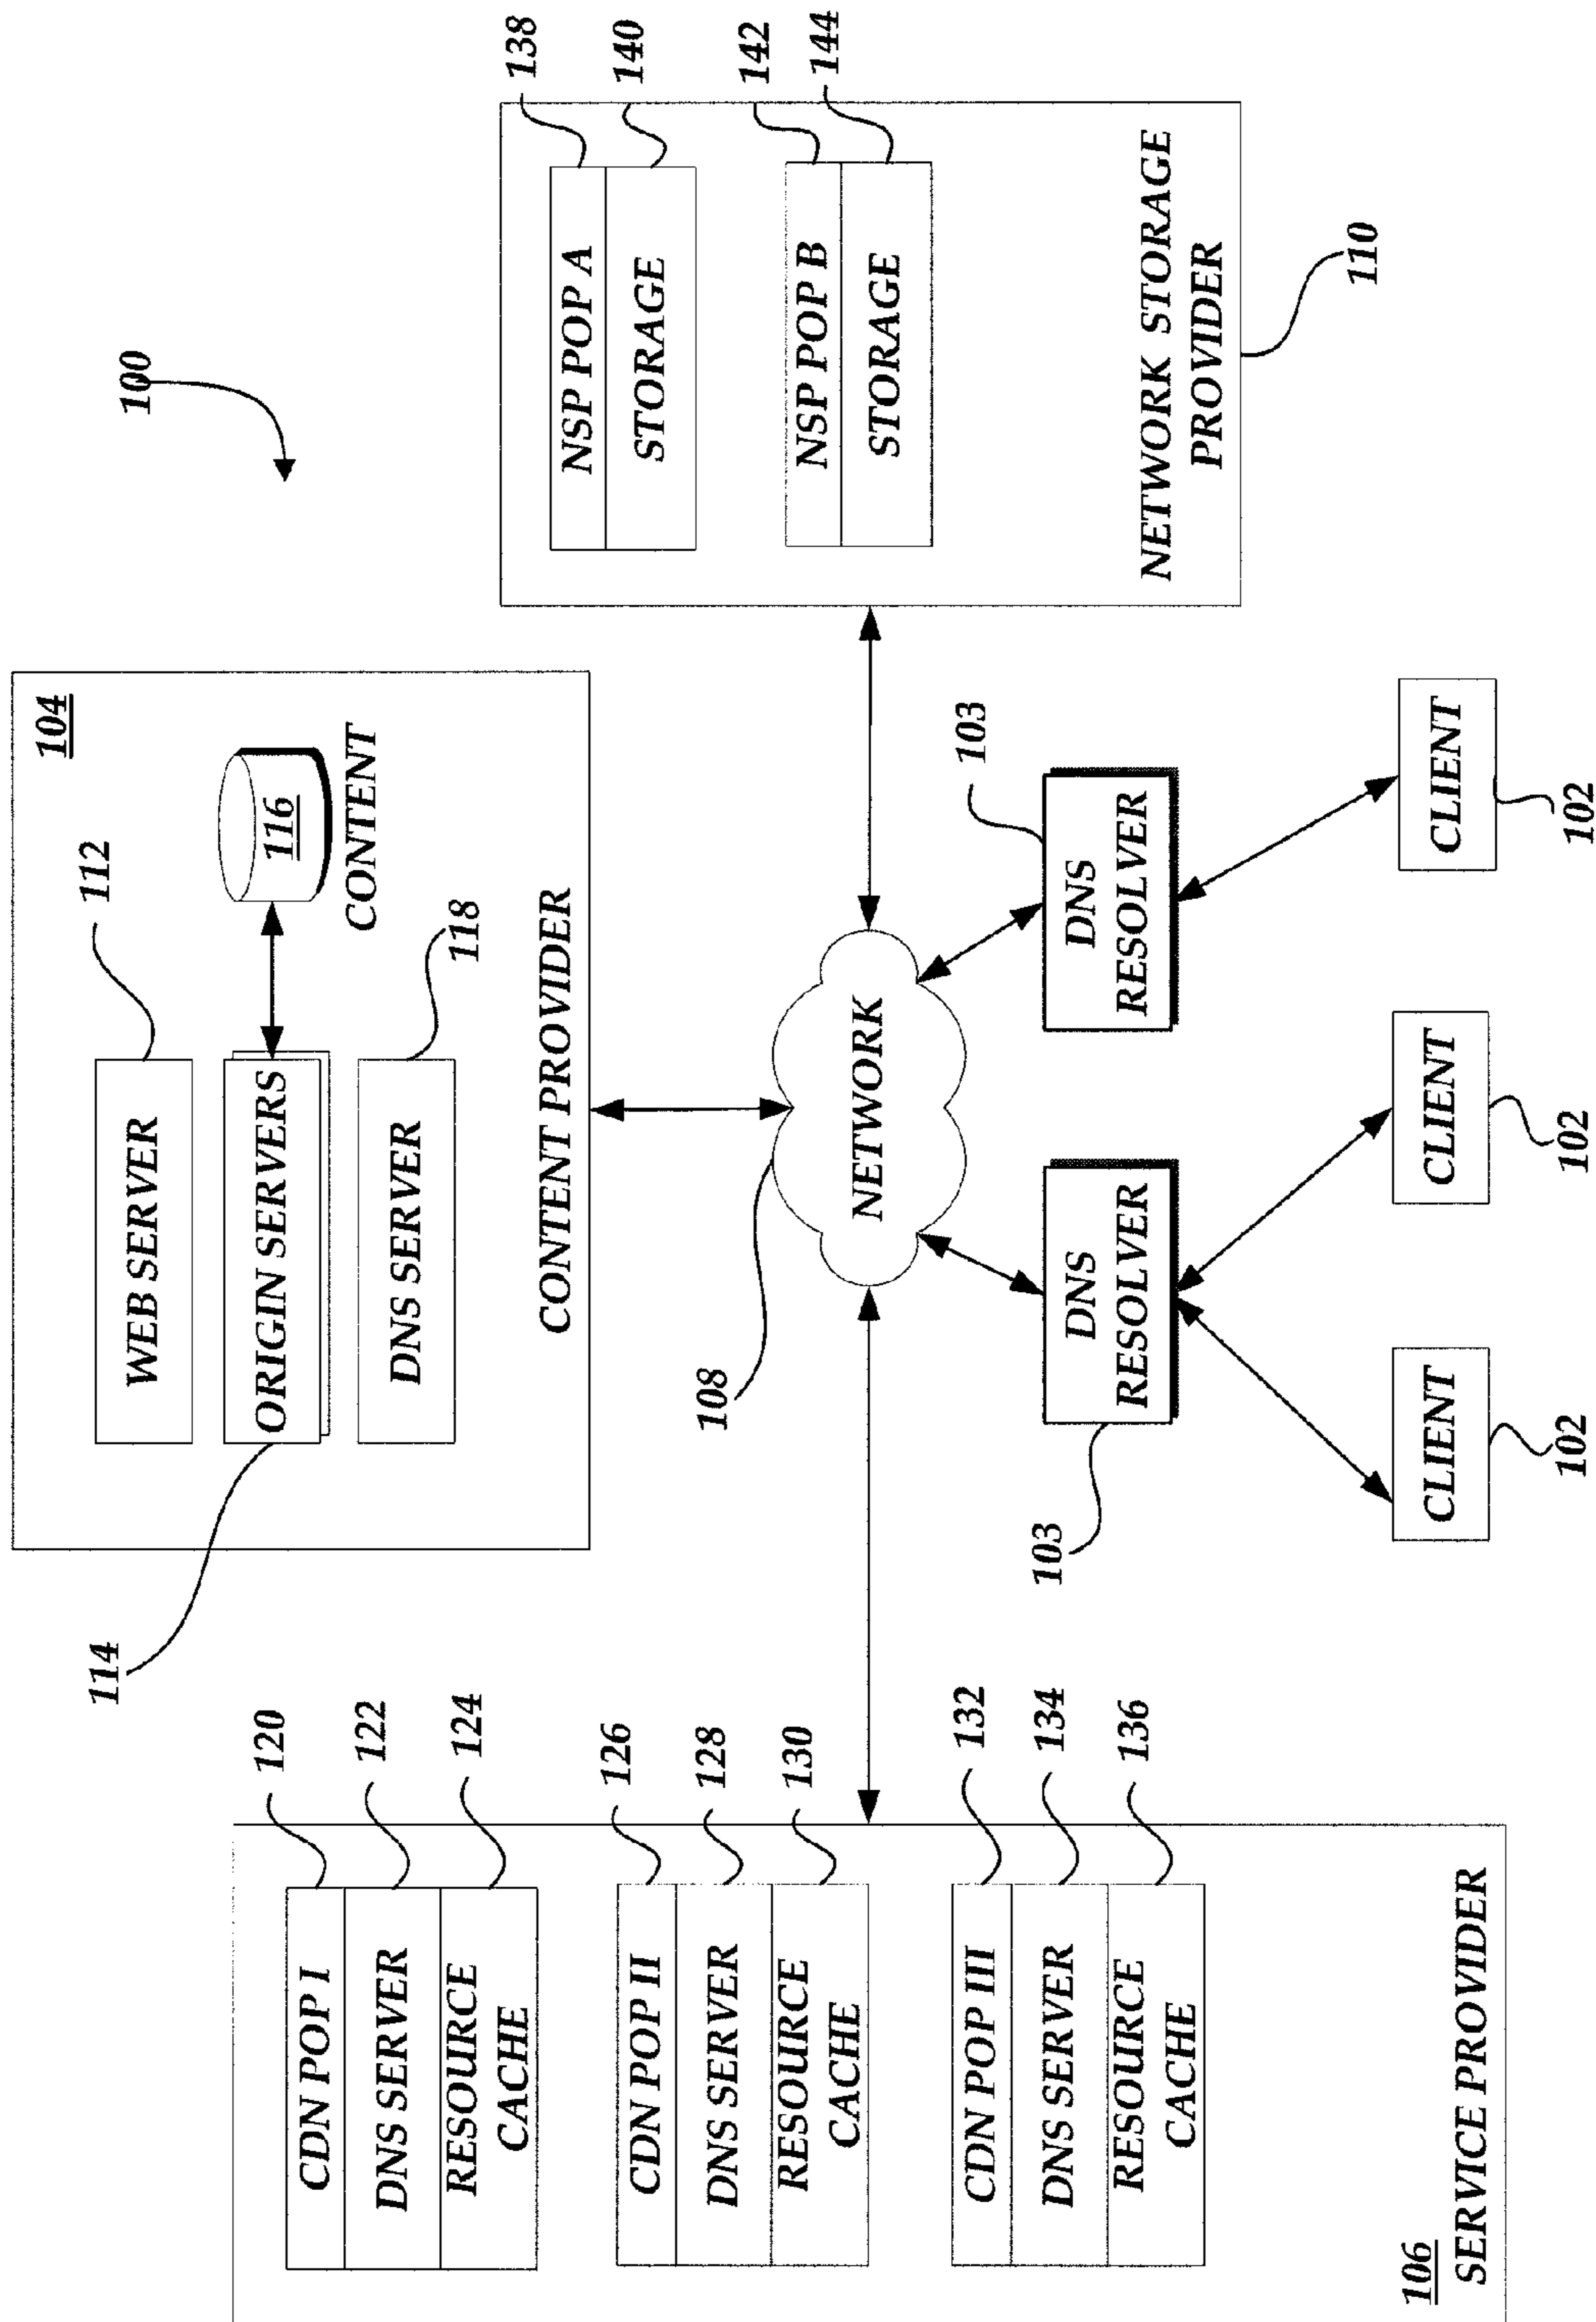 100
104
WEB SERVER
112
ORIGIN SERVERS
114
116
CONTENT
DNS SERVER
118
CONTENT PROVIDER
120
CDN POP I
122
DNS SERVER
124
RESOURCE
CACHE
126
CDN POP II
128
DNS SERVER
130
RESOURCE
CACHE
132
CDN POP III
134
DNS SERVER
136
RESOURCE
CACHE
106
SERVICE PROVIDER
108
NETWORK
138
NSP POP A
140
STORAGE
142
NSP POP B
144
STORAGE
NETWORK STORAGE
PROVIDER
110
103
DNS
RESOLVER
103
DNS
RESOLVER
CLIENT
102
CLIENT
102
CLIENT
102